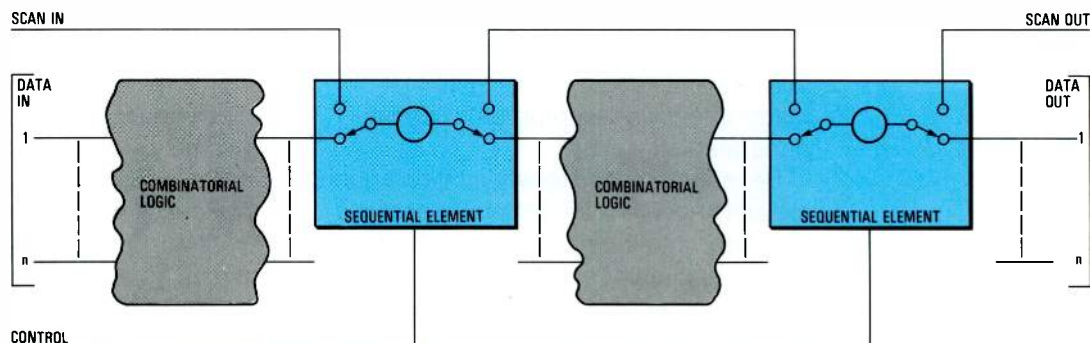 SCAN IN
SCAN OUT
DATA
IN
DATA
OUT
1
1
COMBINATORIAL
LOGIC
SEQUENTIAL ELEMENT
COMBINATORIAL
LOGIC
SEQUENTIAL ELEMENT
n
n
CONTROL